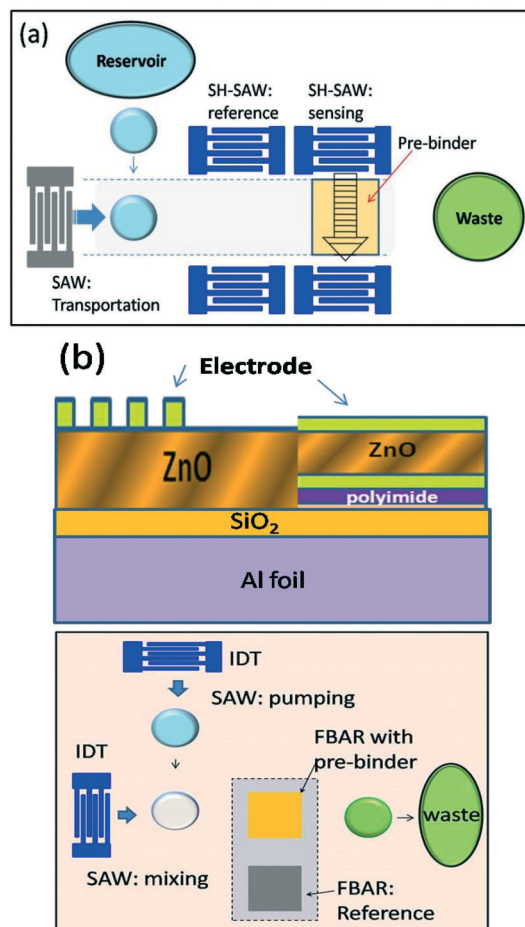 (a)
Reservoir
SH-SAW:
reference
SH-SAW:
sensing
Pre-binder
Waste
SAW:
Transportation
(b)
Electrode
ZnO
ZnO
polyimide
SiO₂
Al foil
IDT
SAW: pumping
IDT
FBAR with
pre-binder
waste
SAW: mixing
FBAR:
Reference